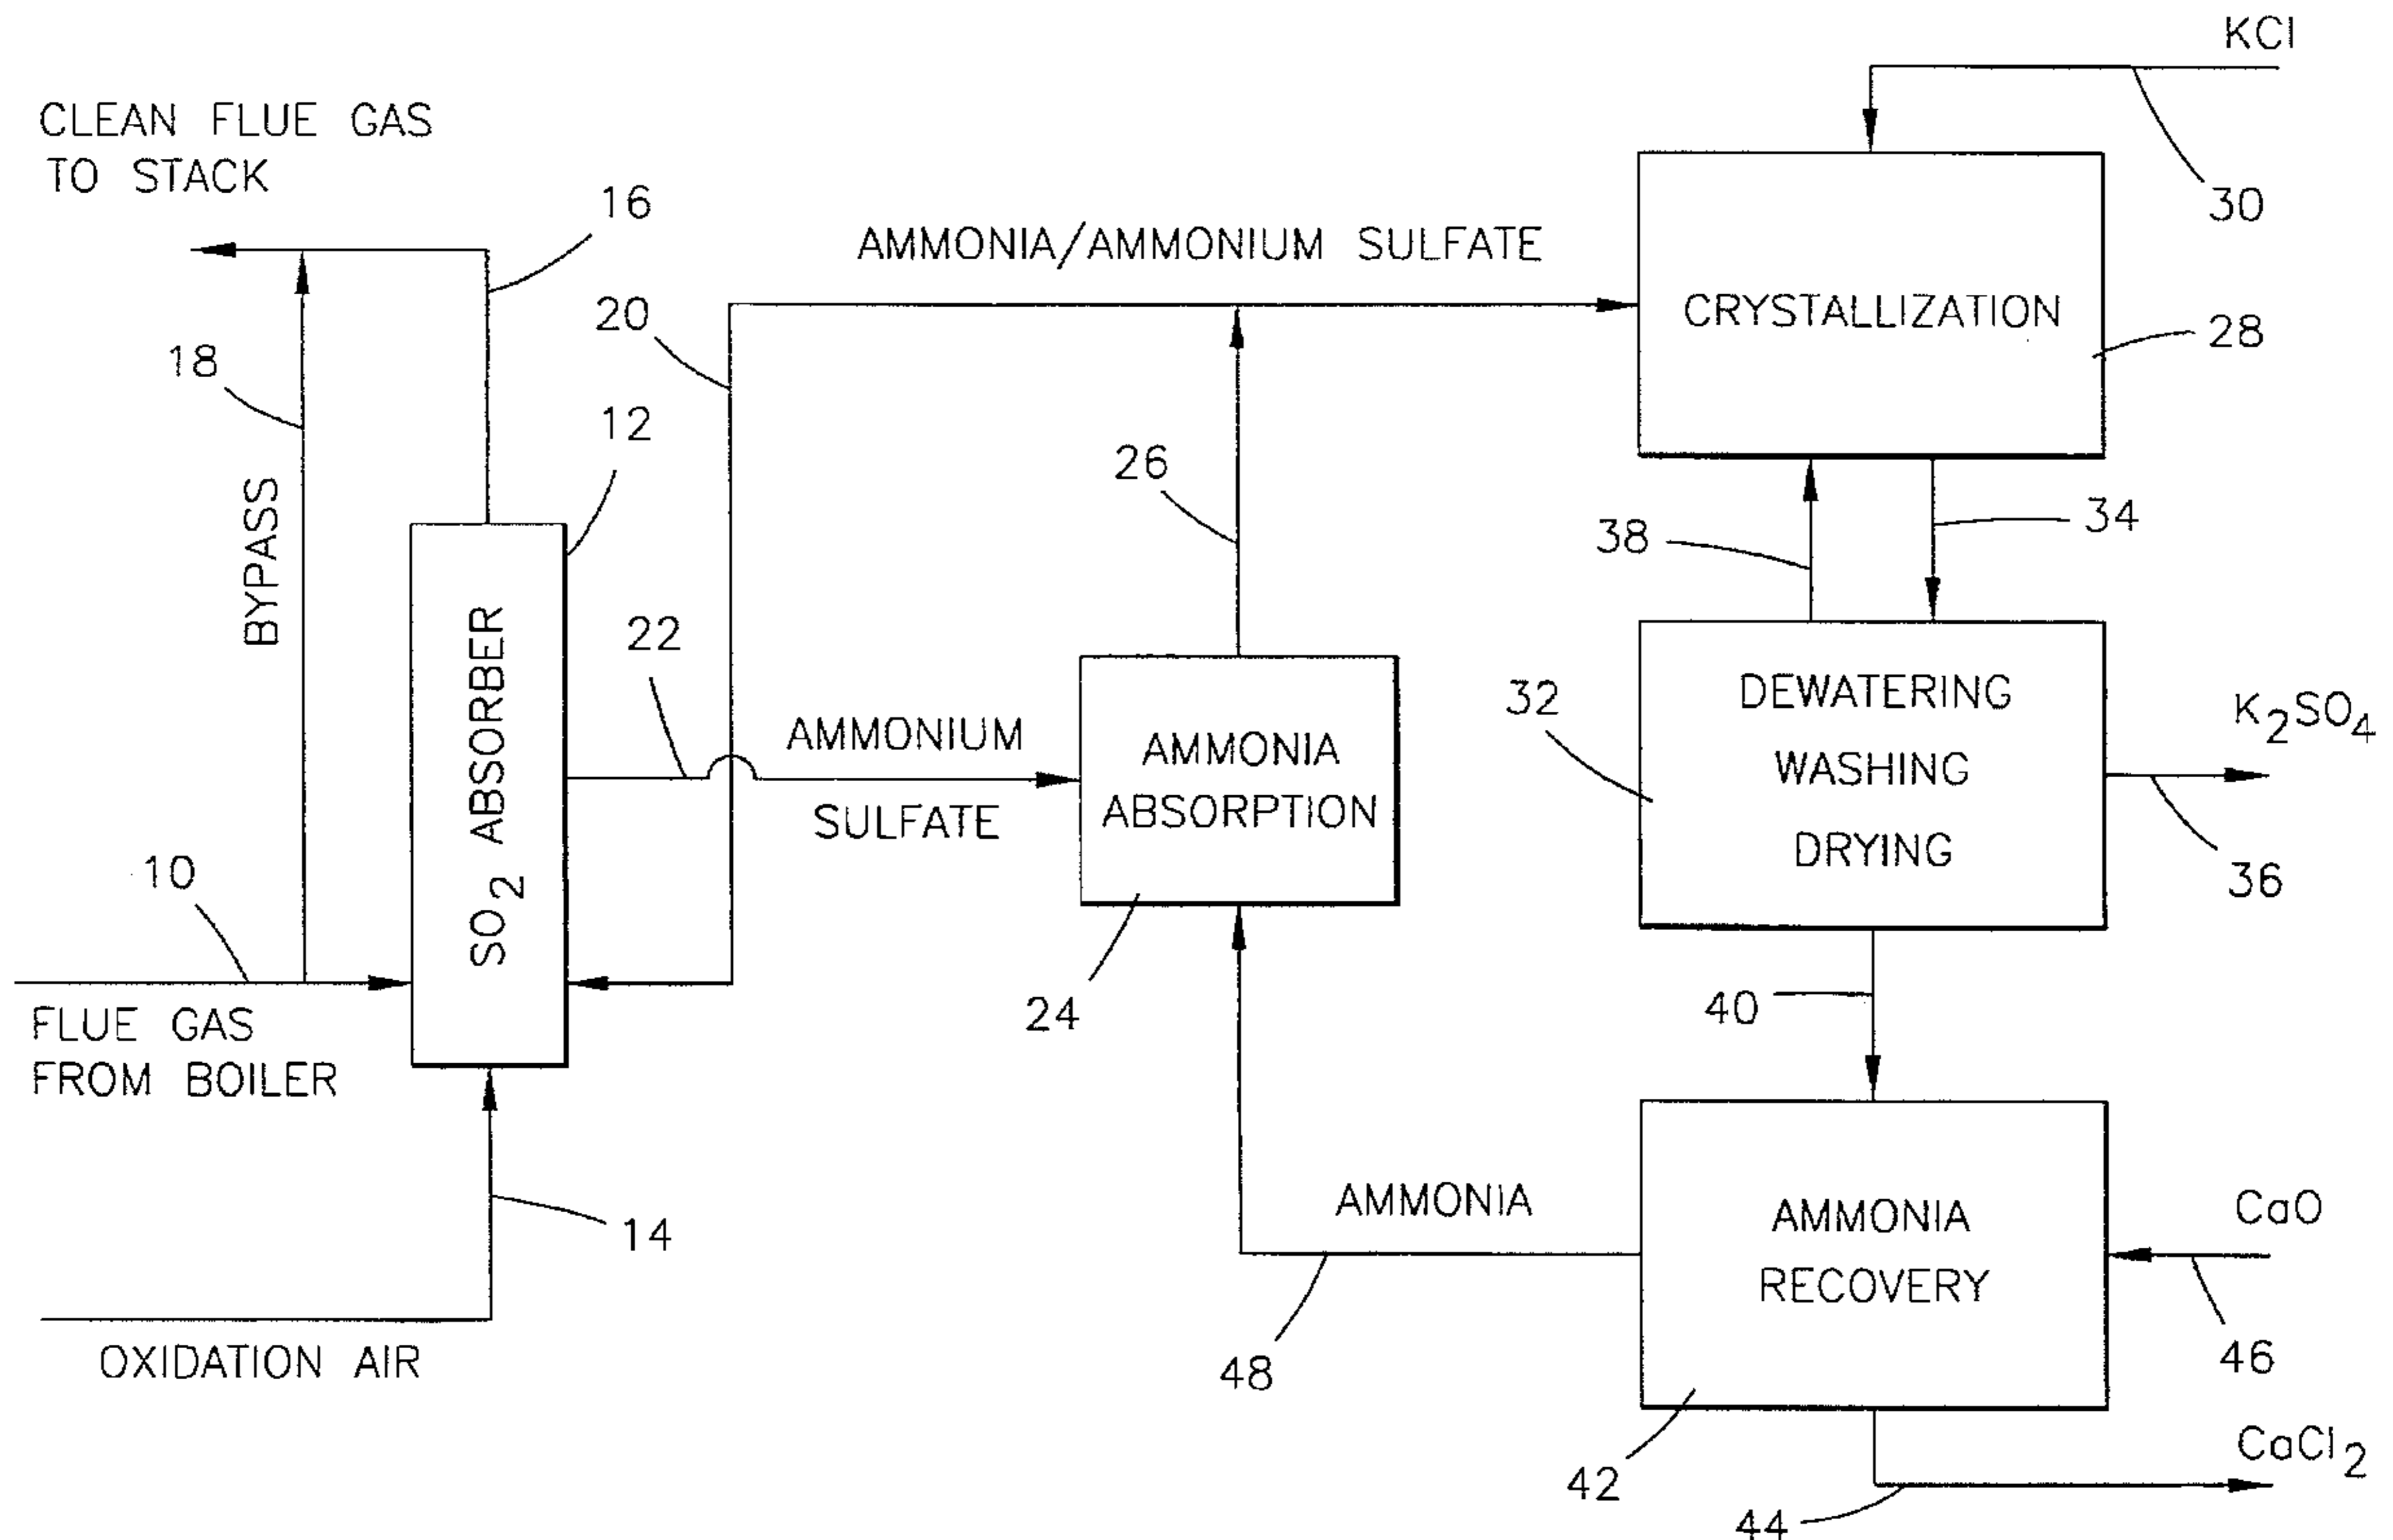 KCl
CLEAN FLUE GAS
TO STACK
16
30
AMMONIA/AMMONIUM SULFATE
20
CRYSTALLIZATION
28
18
12
26
BYPASS
38
34
22
SO2 ABSORBER
AMMONIUM
SULFATE
AMMONIA
ABSORPTION
32
DEWATERING
WASHING
DRYING
K2SO4
36
10
FLUE GAS
FROM BOILER
24
40
14
AMMONIA
AMMONIA
RECOVERY
CaO
46
OXIDATION AIR
48
42
CaCl2
44